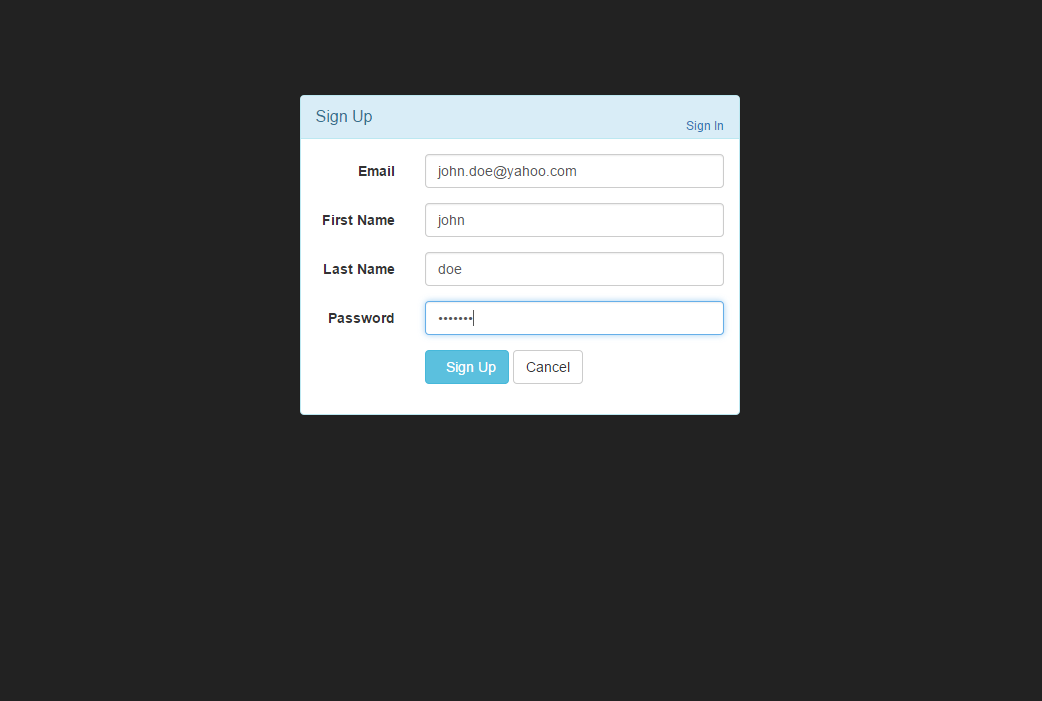 Sign Up
Sign In
Email john.doe@yahoo.com
First Name john
Last Name doe
Password •••••••
Sign Up Cancel